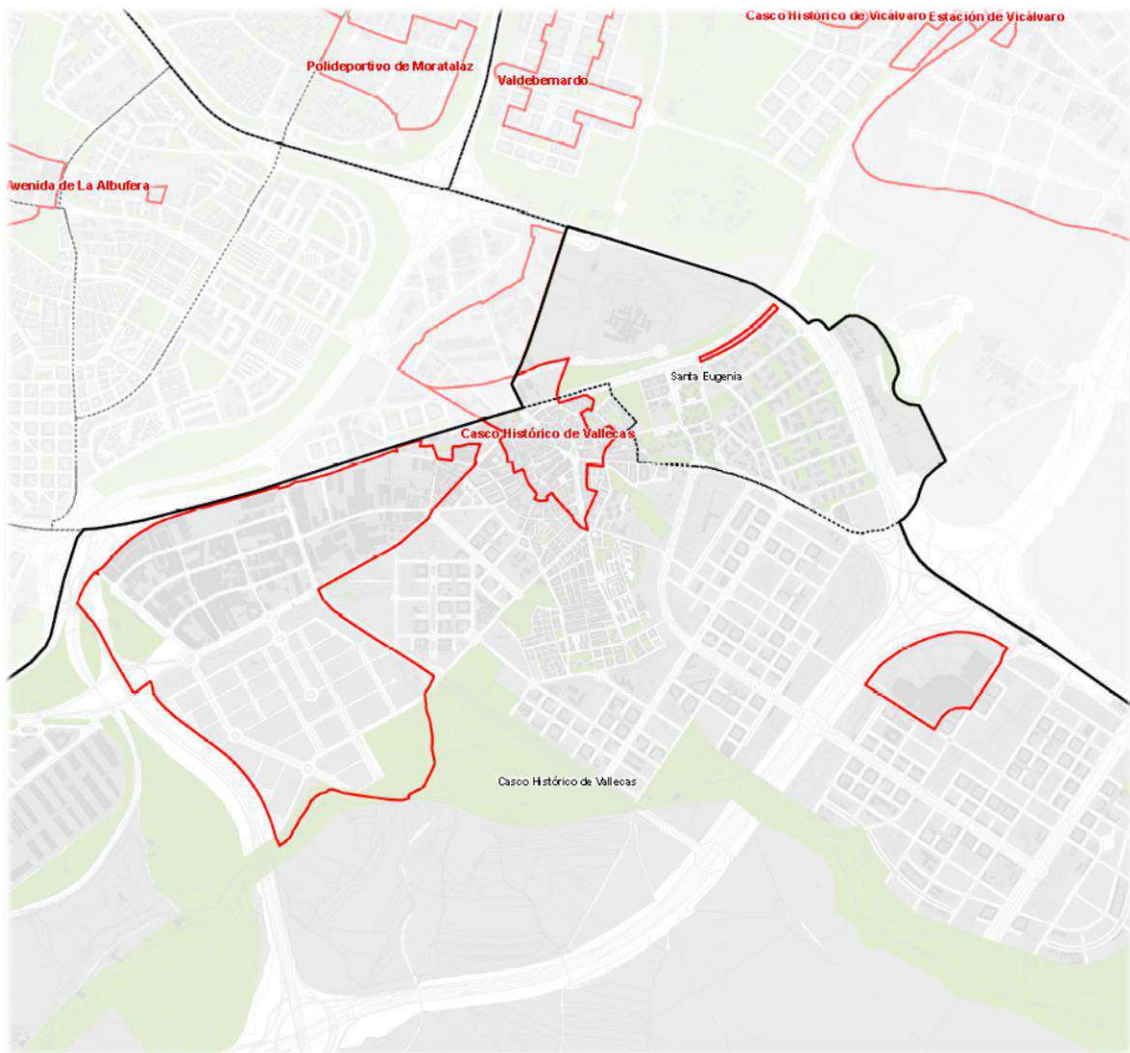 Casco Histórico de Vicálvaro
Estación de Vicálvaro
Polideportivo de Moratalaz
Valdebernardo
Avenida de La Albufera
Santa Eugenia
Casco Histórico de Vallecas
Casco Histórico de Vallecas